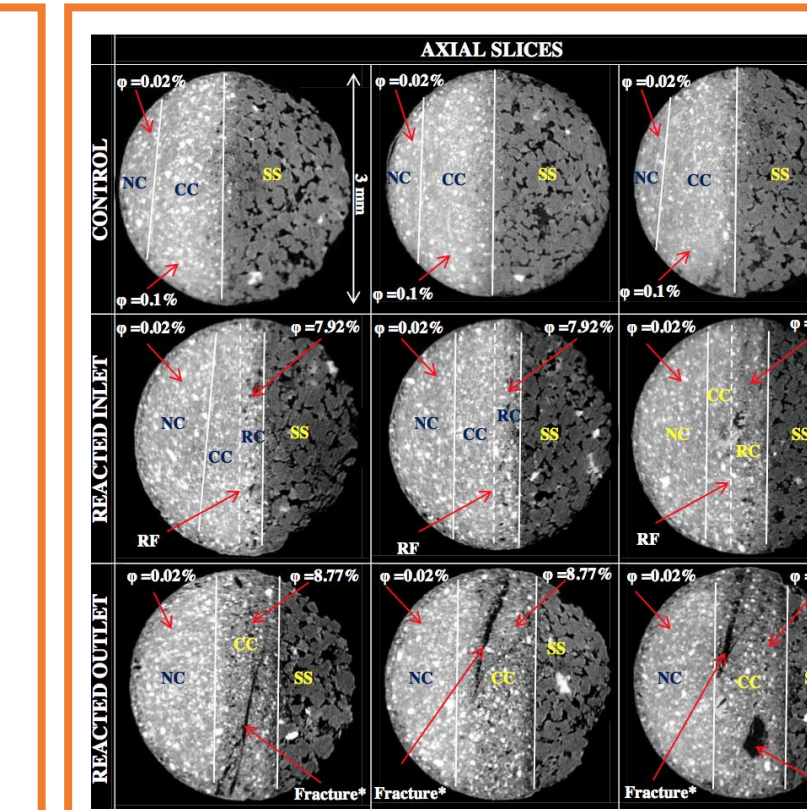 AXIAL SLICES
CONTROL
φ =0.02%
NC
CC
SS
3 mm
φ =0.1%
φ =0.02%
NC
CC
SS
φ =0.1%
φ =0.02%
NC
CC
SS
φ =0.1%
REACTED INLET
φ =0.02%
φ =7.92%
NC
CC
RC
SS
RF
φ =0.02%
φ =7.92%
NC
CC
RC
SS
RF
φ =0.02%
φ =
CC
NC
RC
SS
RF
REACTED OUTLET
φ =0.02%
φ =8.77%
CC
NC
SS
Fracture*
φ =0.02%
φ =8.77%
SS
NC
CC
Fracture*
φ =0.02%
φ =
NC
CC
Fracture*